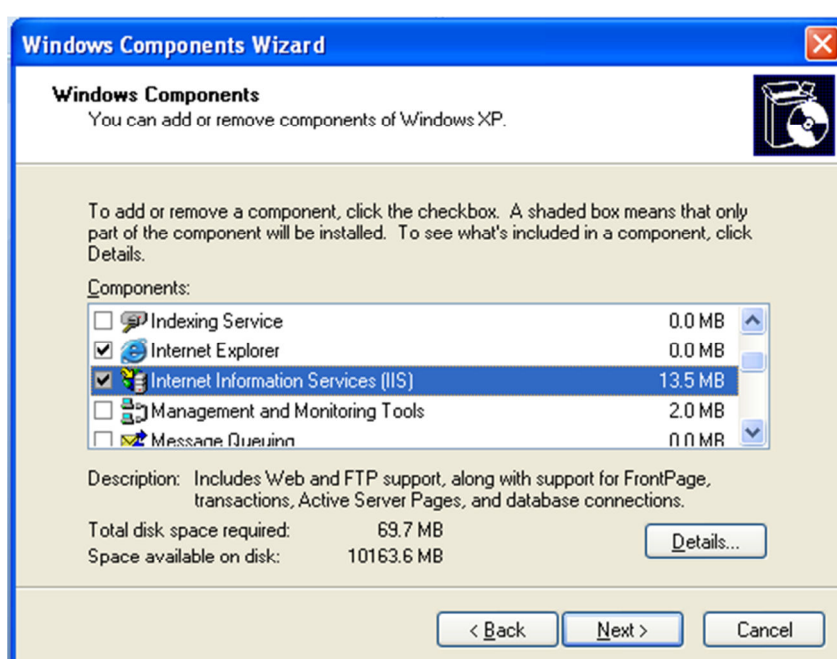 Windows Components Wizard
Windows Components
You can add or remove components of Windows XP.
To add or remove a component, click the checkbox. A shaded box means that only
part of the component will be installed. To see what's included in a component, click
Details.
Components:
Indexing Service 0.0 MB
Internet Explorer 0.0 MB
Internet Information Services (IIS) 13.5 MB
Management and Monitoring Tools 2.0 MB
Message Queuing 0.0 MB
Description: Includes Web and FTP support, along with support for FrontPage,
transactions, Active Server Pages, and database connections.
Total disk space required: 69.7 MB
Space available on disk: 10163.6 MB
Details...
< Back Next > Cancel